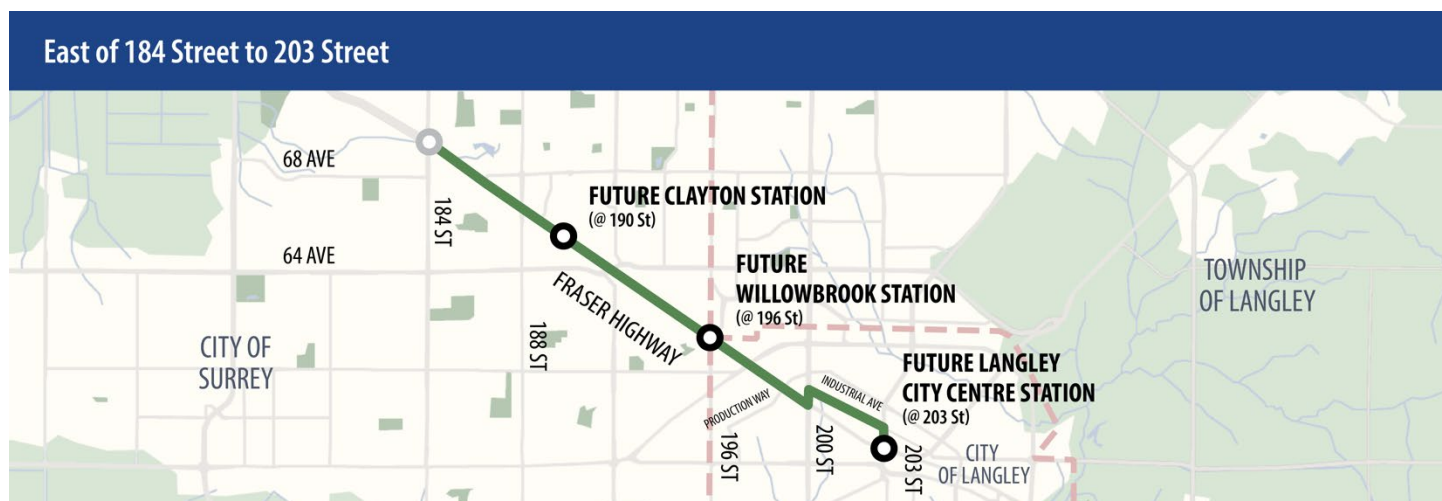 East of 184 Street to 203 Street
68 AVE
184 ST
FUTURE CLAYTON STATION
(@ 190 St)
64 AVE
FRASER HIGHWAY
FUTURE
WILLOWBROOK STATION
(@ 196 St)
TOWNSHIP
OF LANGLEY
188 ST
CITY OF
SURREY
FUTURE LANGLEY
CITY CENTRE STATION
(@ 203 St)
PRODUCTION WAY
INDUSTRIAL AVE
196 ST
200 ST
203 ST
CITY
OF LANGLEY